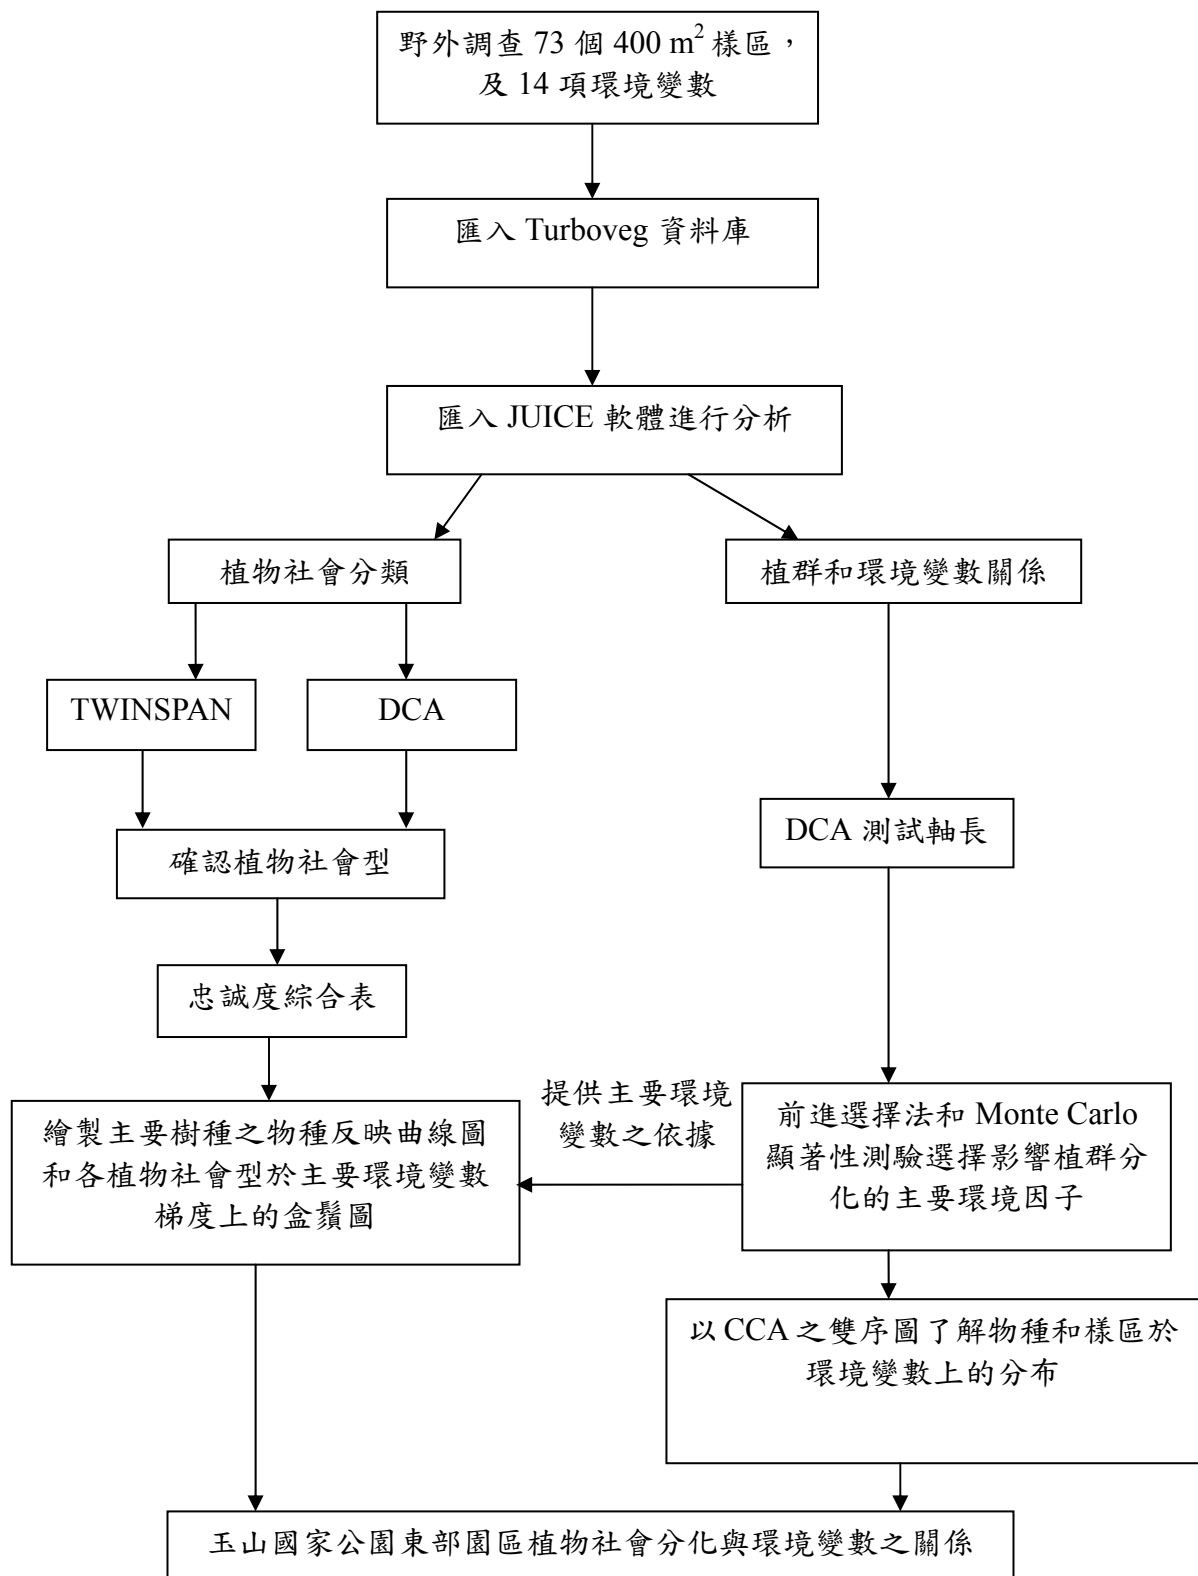 野外調查 73 個 400 m² 樣區，
及 14 項環境變數
匯入 Turboveg 資料庫
匯入 JUICE 軟體進行分析
植物社會分類
植群和環境變數關係
TWINSPAN
DCA
DCA 測試軸長
確認植物社會型
忠誠度綜合表
提供主要環境
變數之依據
繪製主要樹種之物種反映曲線圖
和各植物社會型於主要環境變數
梯度上的盒鬚圖
前進選擇法和 Monte Carlo
顯著性測驗選擇影響植群分
化的主要環境因子
以 CCA 之雙序圖了解物種和樣區於
環境變數上的分布
玉山國家公園東部園區植物社會分化與環境變數之關係